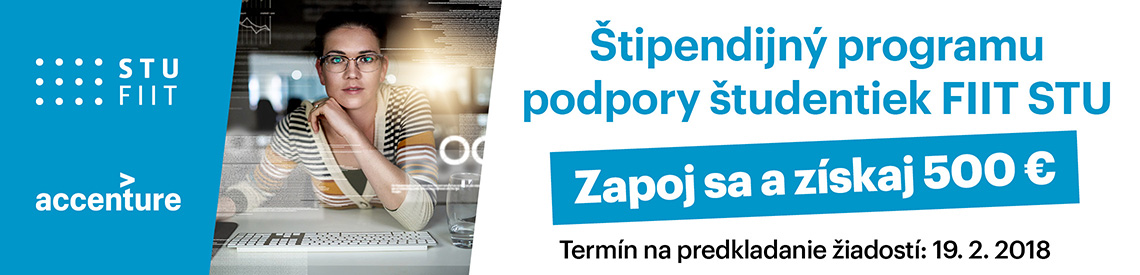 STU
FIIT
accenture
Štipendijný programu
podpory študentiek FIIT STU
Zapoj sa a získaj 500 €
Termín na predkladanie žiadostí: 19. 2. 2018